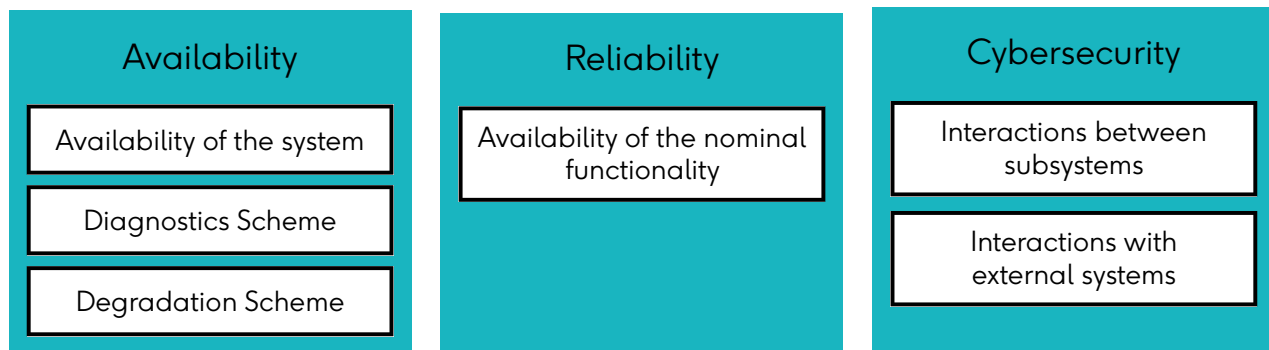 Availability
Availability of the system
Diagnostics Scheme
Degradation Scheme
Reliability
Availability of the nominal
functionality
Cybersecurity
Interactions between
subsystems
Interactions with
external systems